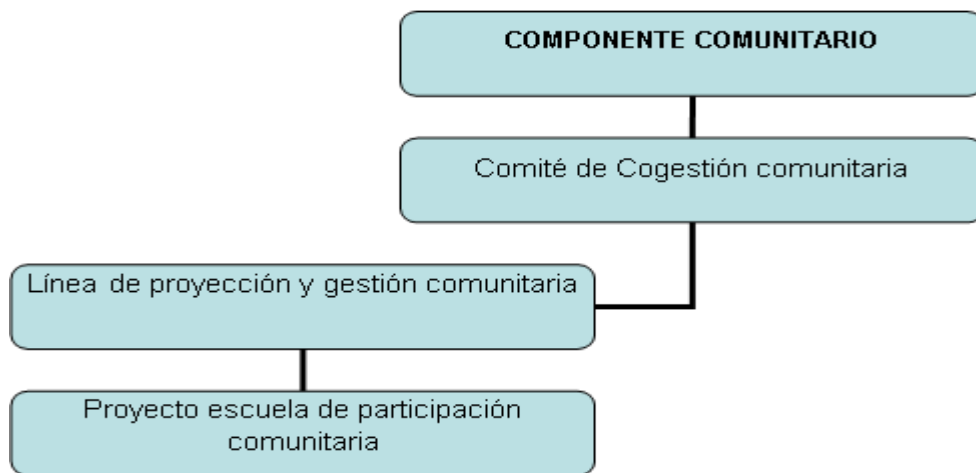 COMPONENTE COMUNITARIO
Comité de Cogestión comunitaria
Línea de proyección y gestión comunitaria
Proyecto escuela de participación
comunitaria